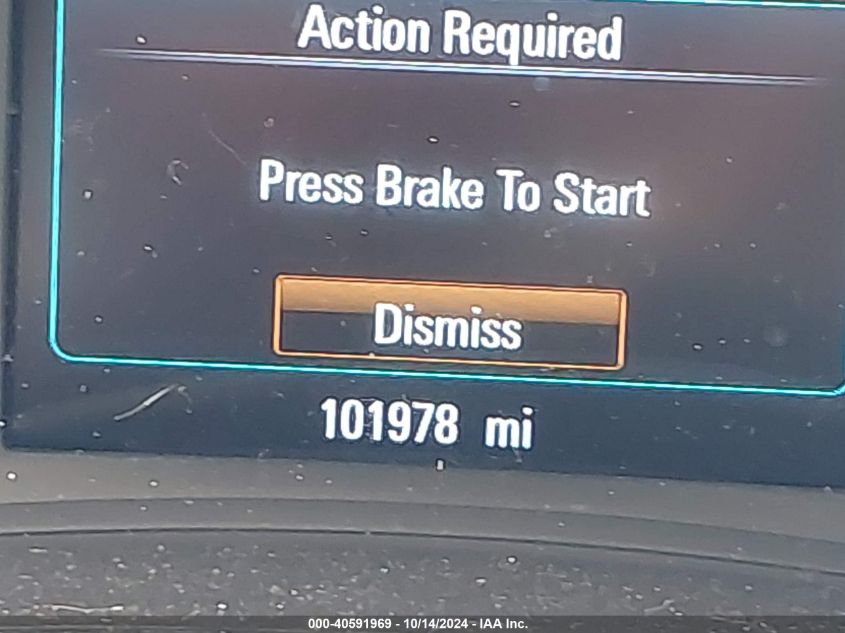 Action Required
Press Brake To Start
Dismiss
101978 mi
000-40591969 - 10/14/2024 - IAA Inc.